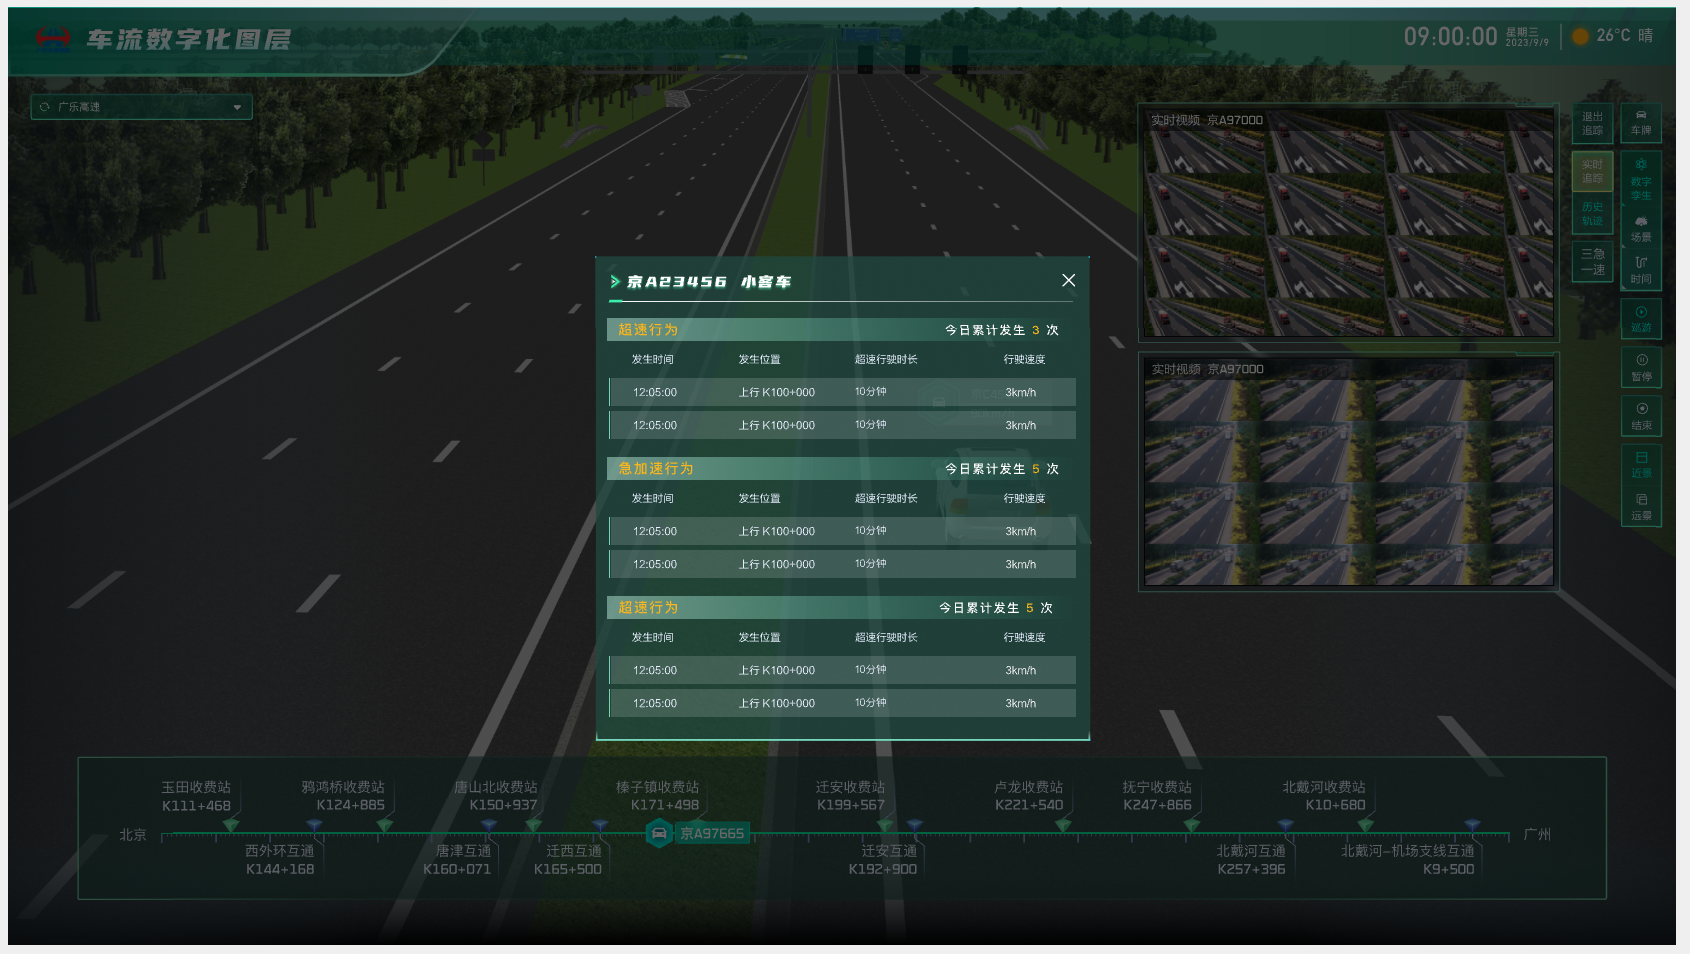 车流数字化图层
09:00:00
星期三
2023/9/9
26°C 晴
广乐高速
实时视频 京A97000
退出
追踪
车牌
实时
追踪
数字
孪生
历史
轨迹
场景
三急
一速
时间
巡游
暂停
实时视频 京A97000
结束
近景
远景
京A23456 小客车
超速行为 今日累计发生 3 次
发生时间 发生位置 超速行驶时长 行驶速度
12:05:00 上行 K100+000 10分钟 3km/h
12:05:00 上行 K100+000 10分钟 3km/h
急加速行为 今日累计发生 5 次
发生时间 发生位置 超速行驶时长 行驶速度
12:05:00 上行 K100+000 10分钟 3km/h
12:05:00 上行 K100+000 10分钟 3km/h
超速行为 今日累计发生 5 次
发生时间 发生位置 超速行驶时长 行驶速度
12:05:00 上行 K100+000 10分钟 3km/h
12:05:00 上行 K100+000 10分钟 3km/h
玉田收费站 鸦鸿桥收费站 唐山北收费站 榛子镇收费站 迁安收费站 卢龙收费站 抚宁收费站 北戴河收费站
K111+468 K124+885 K150+937 K171+498 K199+567 K221+540 K247+866 K10+680
北京 京A97665 广州
西外环互通 唐津互通 迁西互通 迁安互通 北戴河互通 北戴河-机场支线互通
K144+168 K160+071 K165+500 K192+900 K257+396 K9+500